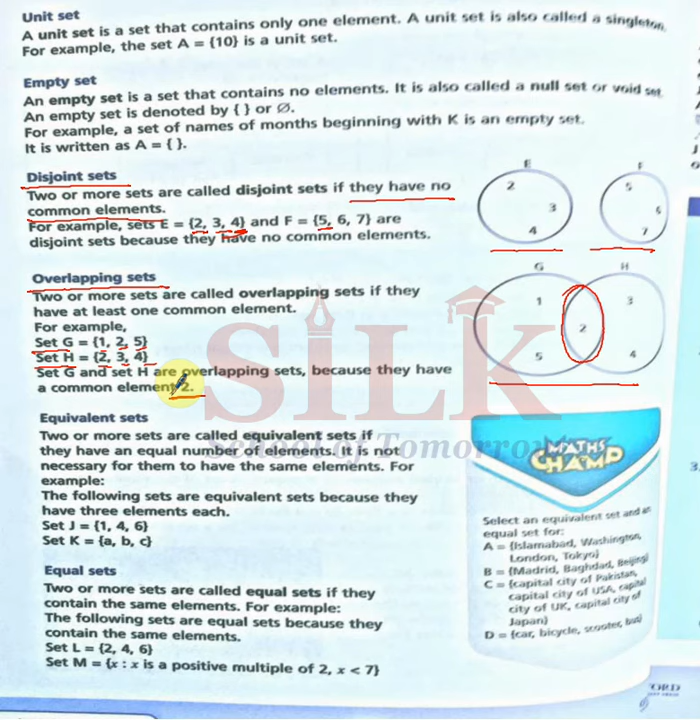 Unit set
A unit set is a set that contains only one element. A unit set is also called a singleton.
For example, the set A = {10} is a unit set.
Empty set
An empty set is a set that contains no elements. It is also called a null set or void set.
An empty set is denoted by { } or Ø.
For example, a set of names of months beginning with K is an empty set.
It is written as A = { }.
Disjoint sets
Two or more sets are called disjoint sets if they have no
common elements.
For example, sets E = {2, 3, 4} and F = {5, 6, 7} are
disjoint sets because they have no common elements.
E
2
3
4
F
5
6
7
Overlapping sets
Two or more sets are called overlapping sets if they
have at least one common element.
For example,
Set G = {1, 2, 5}
Set H = {2, 3, 4}
Set G and set H are overlapping sets, because they have
a common element 2.
G
H
1
3
2
5
4
SILK
School of Tomorrow
Equivalent sets
Two or more sets are called equivalent sets if
they have an equal number of elements. It is not
necessary for them to have the same elements. For
example:
The following sets are equivalent sets because they
have three elements each.
Set J = {1, 4, 6}
Set K = {a, b, c}
Equal sets
Two or more sets are called equal sets if they
contain the same elements. For example:
The following sets are equal sets because they
contain the same elements.
Set L = {2, 4, 6}
Set M = {x : x is a positive multiple of 2, x < 7}
MATHS
CHAMP
Select an equivalent set and an
equal set for:
A = {Islamabad, Washington,
London, Tokyo}
B = {Madrid, Baghdad, Beijing}
C = {capital city of Pakistan,
capital city of USA, capital
city of UK, capital city of
Japan}
D = {car, bicycle, scooter, bus}
3.